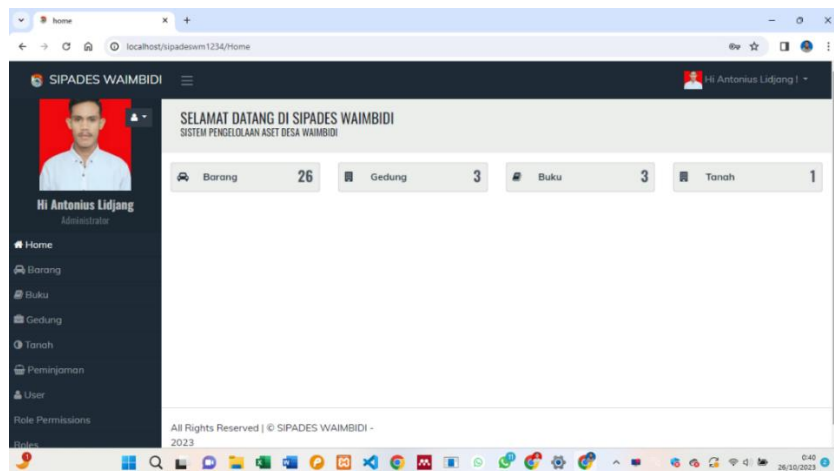 home
localhost/sipadeswm1234/Home
SIPADES WAIMBIDI
Hi Antonius Lidjang !
SELAMAT DATANG DI SIPADES WAIMBIDI
SISTEM PENGELOLAAN ASET DESA WAIMBIDI
Barang 26
Gedung 3
Buku 3
Tanah 1
Hi Antonius Lidjang
Administrator
Home
Barang
Buku
Gedung
Tanah
Peminjaman
User
Role Permissions
Roles
All Rights Reserved | © SIPADES WAIMBIDI -
2023
0:40
26/10/2023